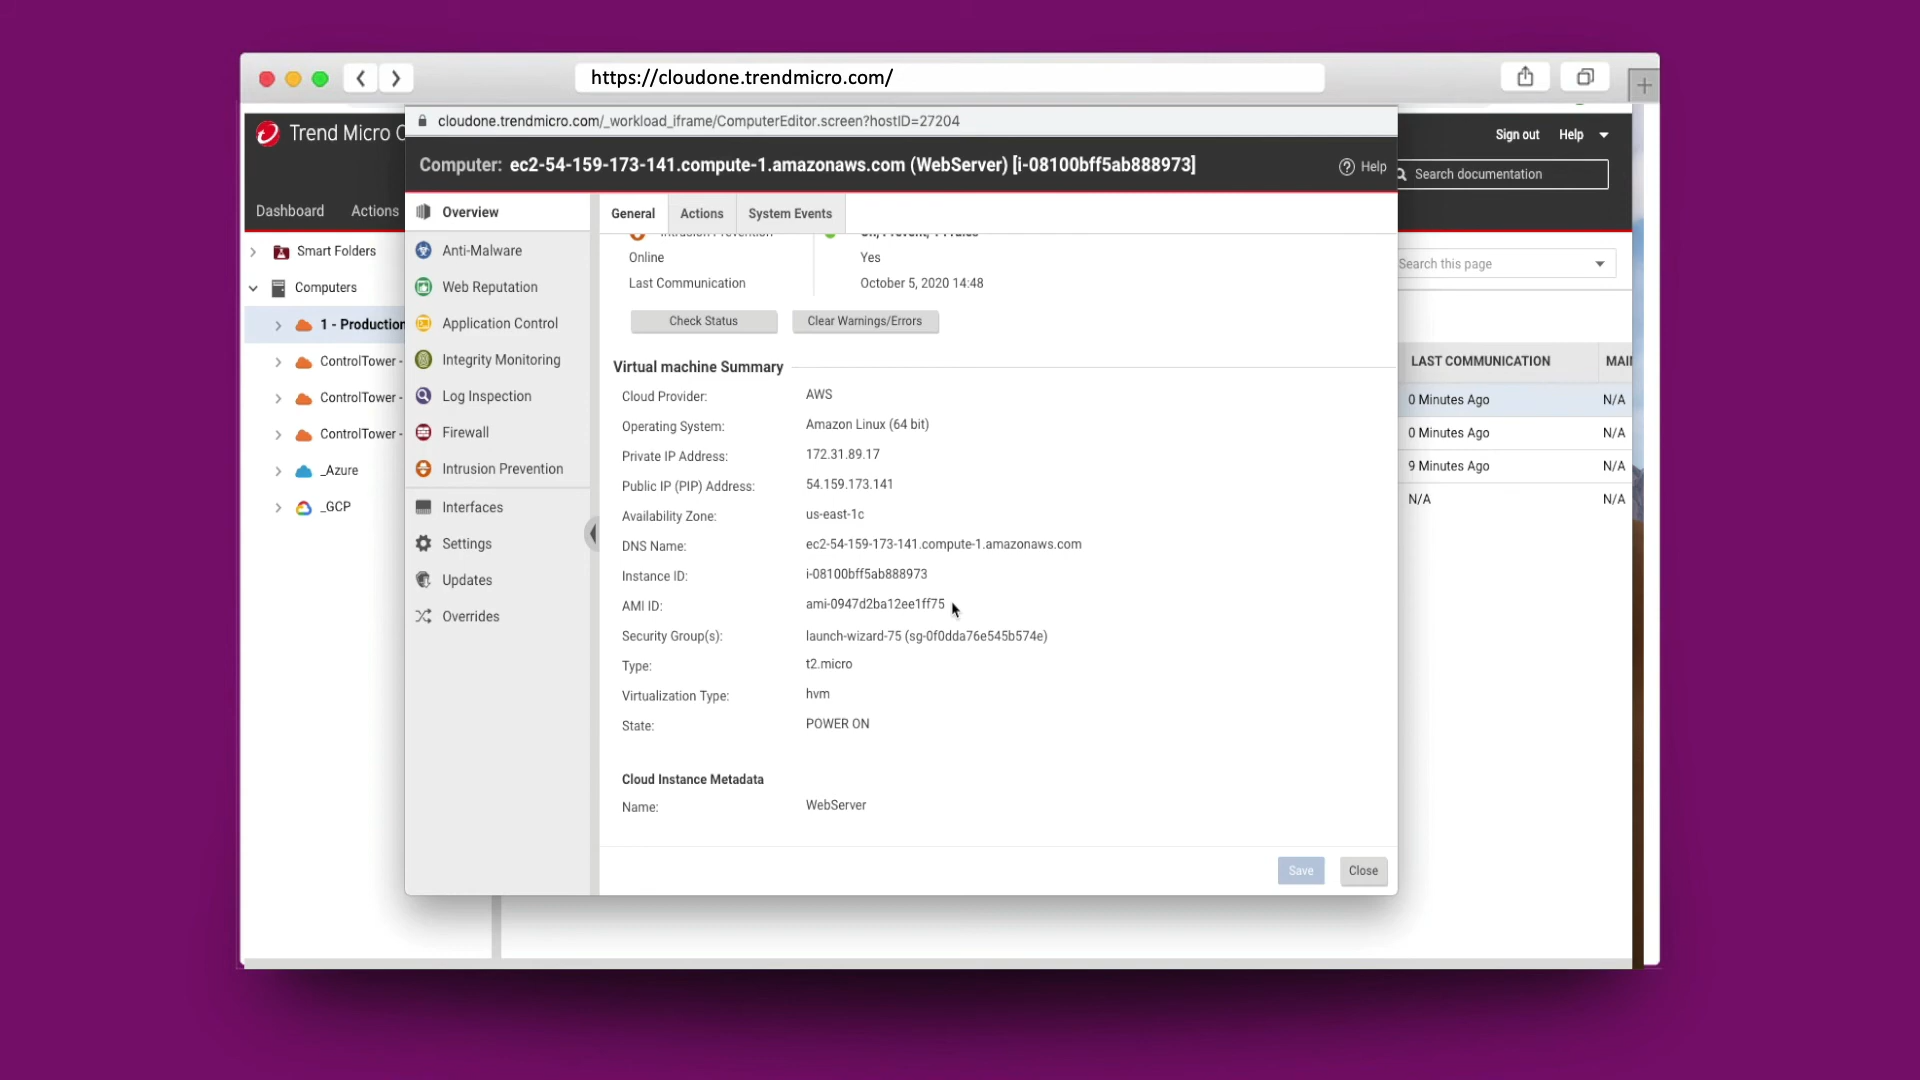 https://cloudone.trendmicro.com/
cloudone.trendmicro.com/_workload_iframe/ComputerEditor.screen?hostID=27204
Trend Micro C
Sign out Help
Computer: ec2-54-159-173-141.compute-1.amazonaws.com (WebServer) [i-08100bff5ab888973]
Help
Search documentation
Dashboard Actions
Overview
General Actions System Events
Smart Folders
Computers
1 - Production
ControlTower -
ControlTower -
ControlTower -
_Azure
_GCP
Anti-Malware
Web Reputation
Application Control
Integrity Monitoring
Log Inspection
Firewall
Intrusion Prevention
Interfaces
Settings
Updates
Overrides
Online Yes
Last Communication October 5, 2020 14:48
Check Status Clear Warnings/Errors
Virtual machine Summary
Cloud Provider: AWS
Operating System: Amazon Linux (64 bit)
Private IP Address: 172.31.89.17
Public IP (PIP) Address: 54.159.173.141
Availability Zone: us-east-1c
DNS Name: ec2-54-159-173-141.compute-1.amazonaws.com
Instance ID: i-08100bff5ab888973
AMI ID: ami-0947d2ba12ee1ff75
Security Group(s): launch-wizard-75 (sg-0f0dda76e545b574e)
Type: t2.micro
Virtualization Type: hvm
State: POWER ON
Cloud Instance Metadata
Name: WebServer
Save Close
Search this page
LAST COMMUNICATION MAI
0 Minutes Ago N/A
0 Minutes Ago N/A
9 Minutes Ago N/A
N/A N/A